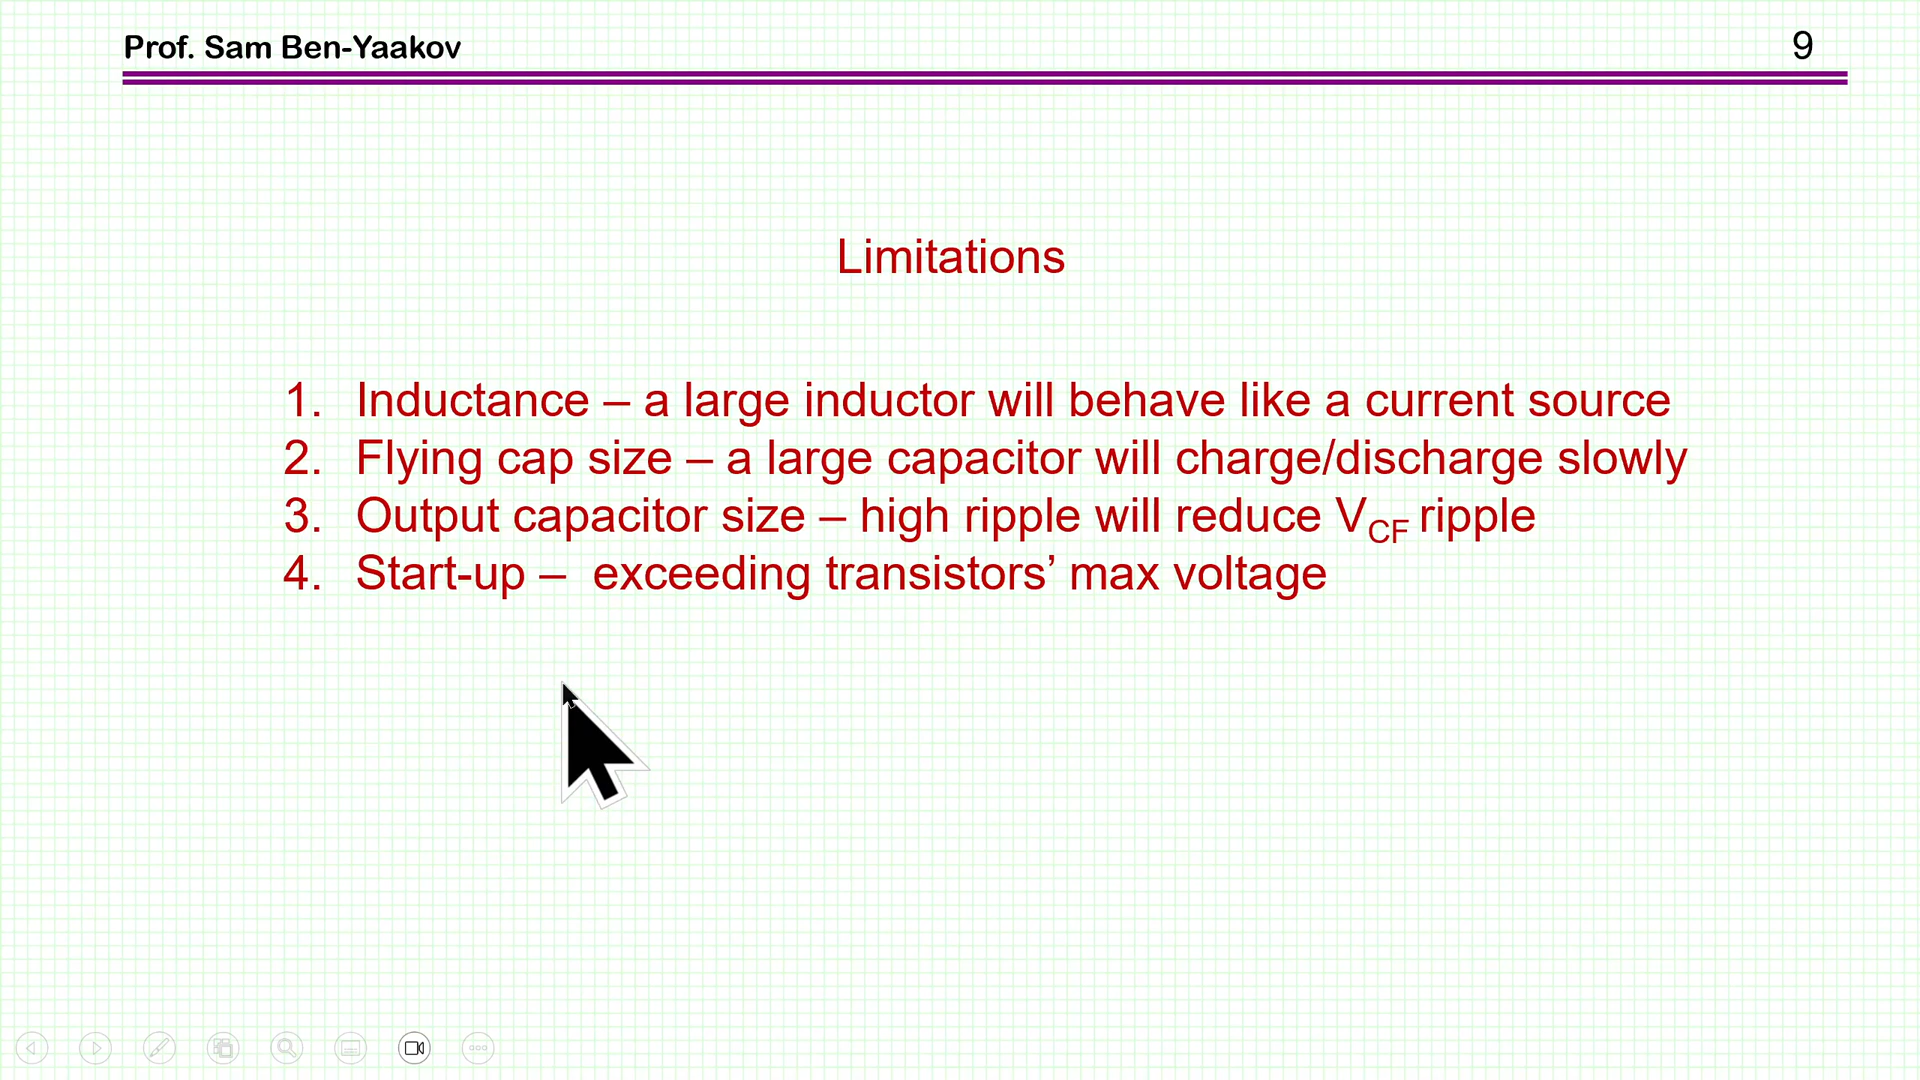 Prof. Sam Ben-Yaakov
9
Limitations
1. Inductance – a large inductor will behave like a current source
2. Flying cap size – a large capacitor will charge/discharge slowly
3. Output capacitor size – high ripple will reduce VCF ripple
4. Start-up – exceeding transistors’ max voltage